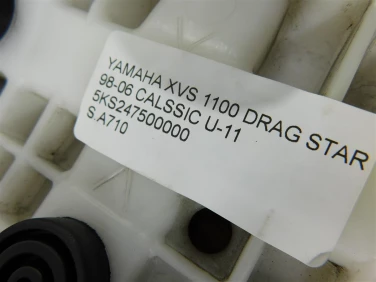 YAMAHA XVS 1100 DRAG STAR
98-06 CALSSIC U-11
5KS247500000
S.A710